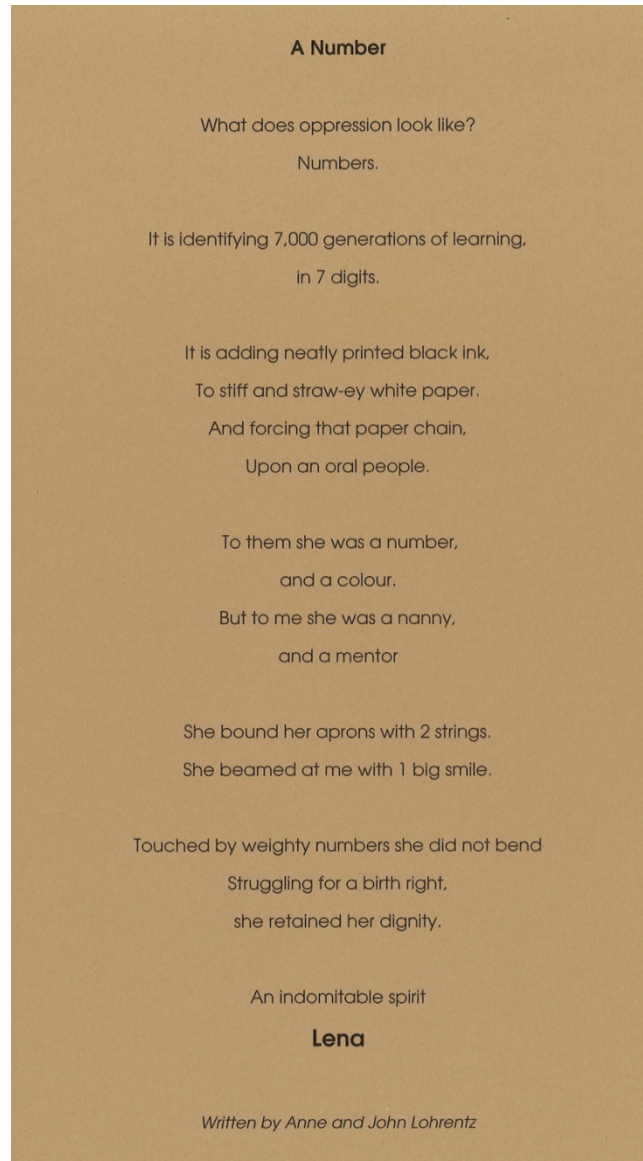 A Number
What does oppression look like?
Numbers.
It is identifying 7,000 generations of learning,
in 7 digits.
It is adding neatly printed black ink,
To stiff and straw-ey white paper.
And forcing that paper chain,
Upon an oral people.
To them she was a number,
and a colour.
But to me she was a nanny,
and a mentor
She bound her aprons with 2 strings.
She beamed at me with 1 big smile.
Touched by weighty numbers she did not bend
Struggling for a birth right,
she retained her dignity.
An indomitable spirit
Lena
Written by Anne and John Lohrentz